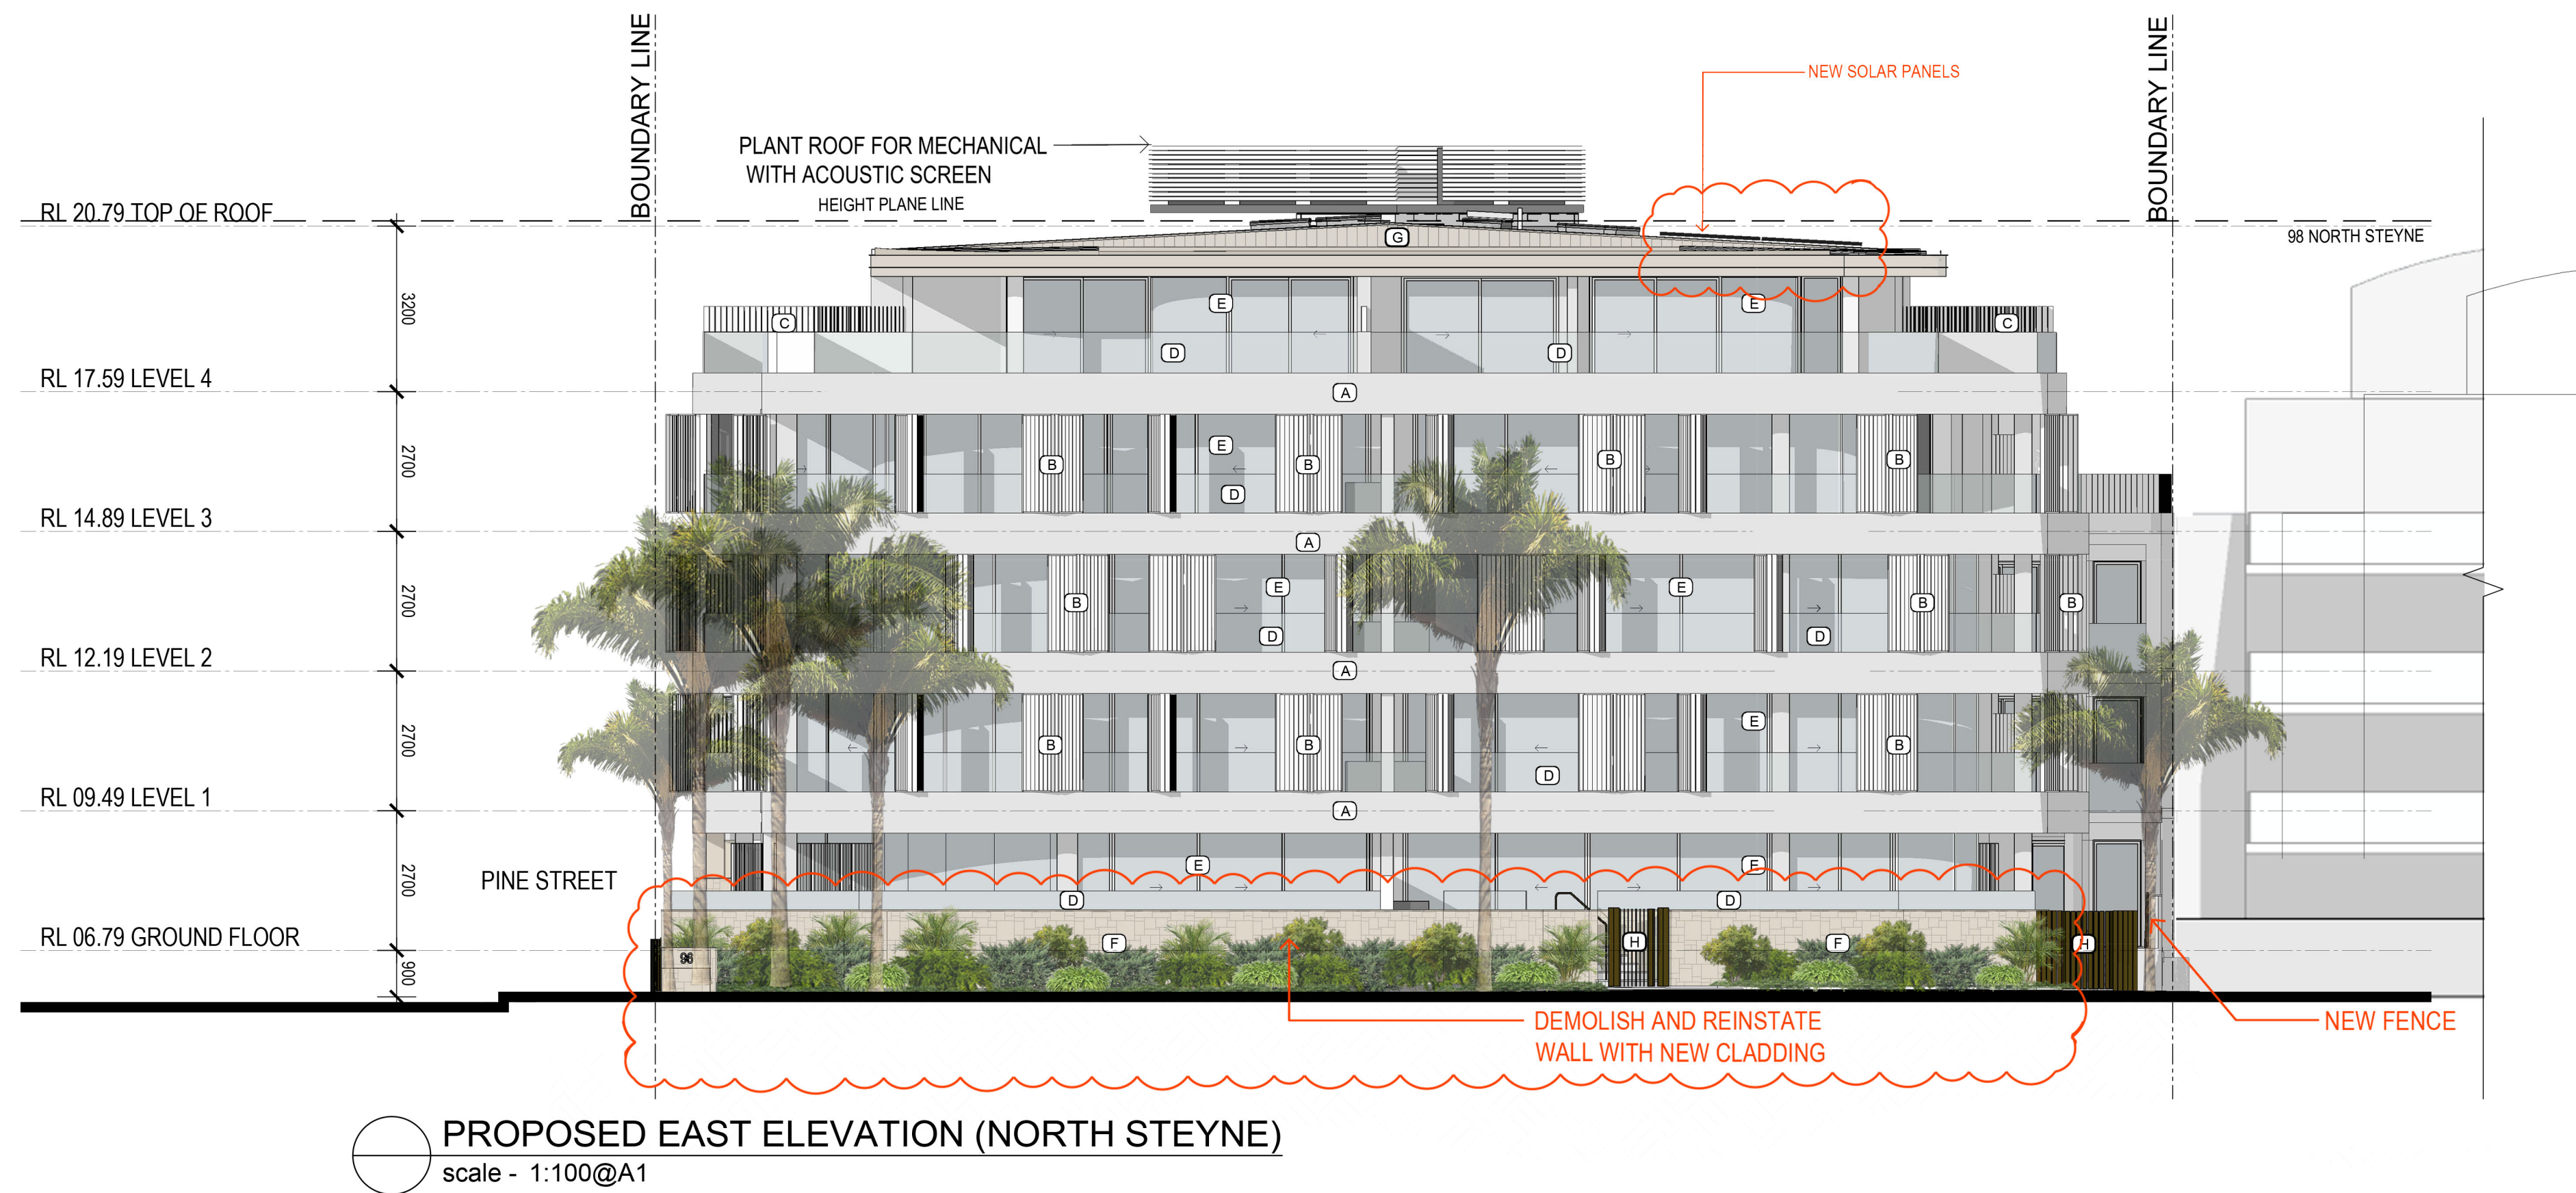 BOUNDARY LINE
BOUNDARY LINE
NEW SOLAR PANELS
PLANT ROOF FOR MECHANICAL
WITH ACOUSTIC SCREEN
HEIGHT PLANE LINE
RL 20.79 TOP OF ROOF
98 NORTH STEYNE
G
3200
E
E
C
C
D
D
RL 17.59 LEVEL 4
A
2700
E
B
B
B
B
D
RL 14.89 LEVEL 3
A
2700
E
E
B
B
B
D
D
RL 12.19 LEVEL 2
A
2700
E
B
B
B
D
RL 09.49 LEVEL 1
A
2700
PINE STREET
E
E
D
D
RL 06.79 GROUND FLOOR
F
H
F
H
96
900
DEMOLISH AND REINSTATE
WALL WITH NEW CLADDING
NEW FENCE
PROPOSED EAST ELEVATION (NORTH STEYNE)
scale - 1:100@A1